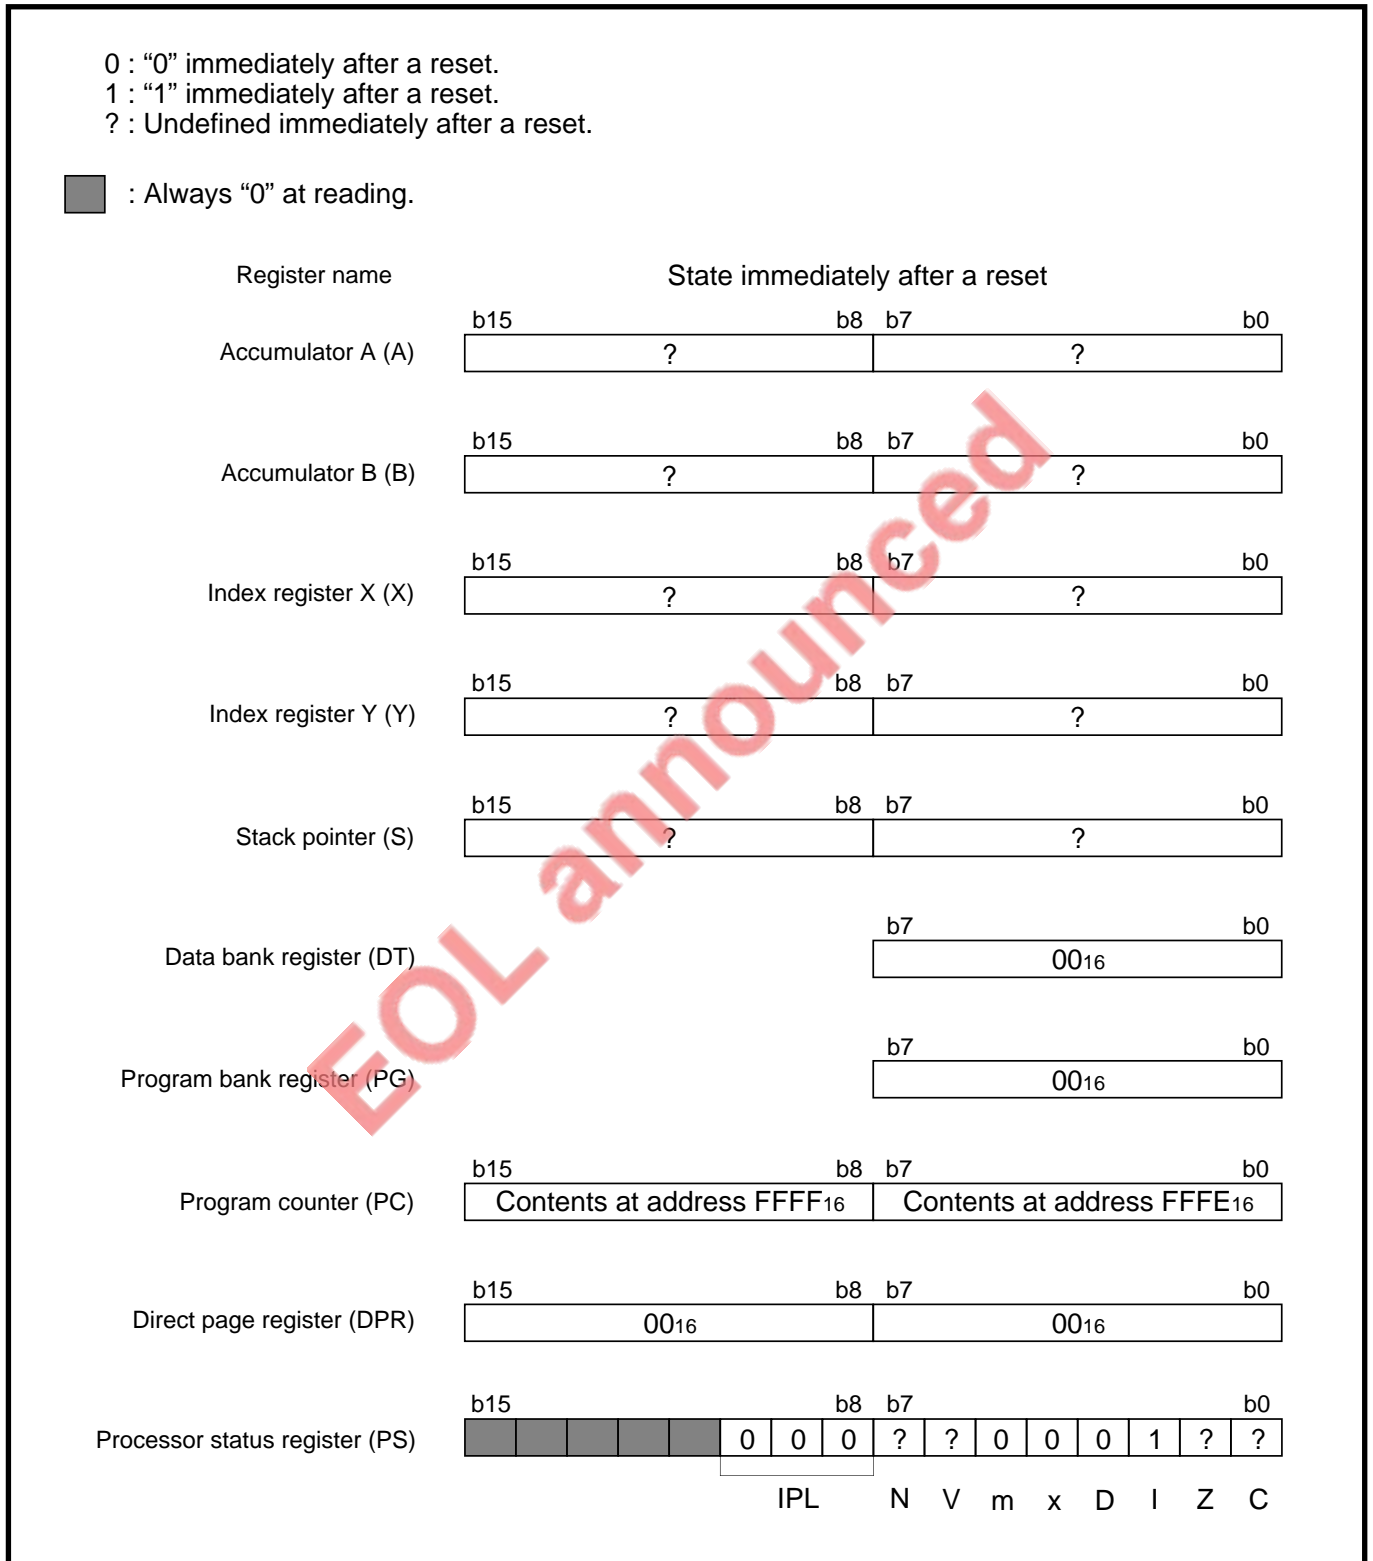 0 : “0” immediately after a reset.
1 : “1” immediately after a reset.
? : Undefined immediately after a reset.
: Always “0” at reading.
Register name State immediately after a reset
b15 b8 b7 b0
Accumulator A (A) ? ?
b15 b8 b7 b0
Accumulator B (B) ? ?
b15 b8 b7 b0
Index register X (X) ? ?
b15 b8 b7 b0
Index register Y (Y) ? ?
b15 b8 b7 b0
Stack pointer (S) ? ?
b7 b0
Data bank register (DT) 0016
b7 b0
Program bank register (PG) 0016
b15 b8 b7 b0
Program counter (PC) Contents at address FFFF16 Contents at address FFFE16
b15 b8 b7 b0
Direct page register (DPR) 0016 0016
b15 b8 b7 b0
Processor status register (PS) 0 0 0 ? ? 0 0 0 1 ? ?
IPL N V m x D I Z C
EOL announced